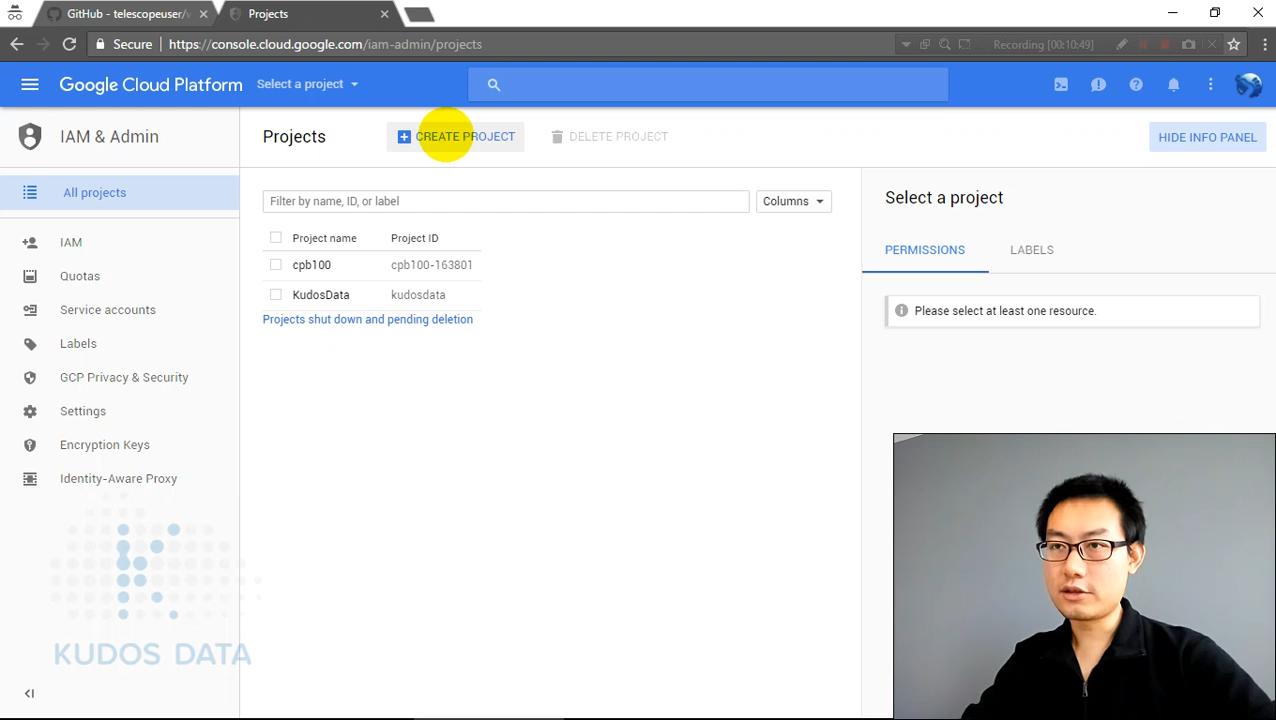 GitHub - telescopeuser/
Projects
Secure
https://console.cloud.google.com/iam-admin/projects
Recording [00:10:49]
Google Cloud Platform
Select a project
IAM & Admin
Projects
CREATE PROJECT
DELETE PROJECT
HIDE INFO PANEL
All projects
IAM
Quotas
Service accounts
Labels
GCP Privacy & Security
Settings
Encryption Keys
Identity-Aware Proxy
Filter by name, ID, or label
Columns
Project name Project ID
cpb100 cpb100-163801
KudosData kudosdata
Projects shut down and pending deletion
Select a project
PERMISSIONS LABELS
Please select at least one resource.
KUDOS DATA